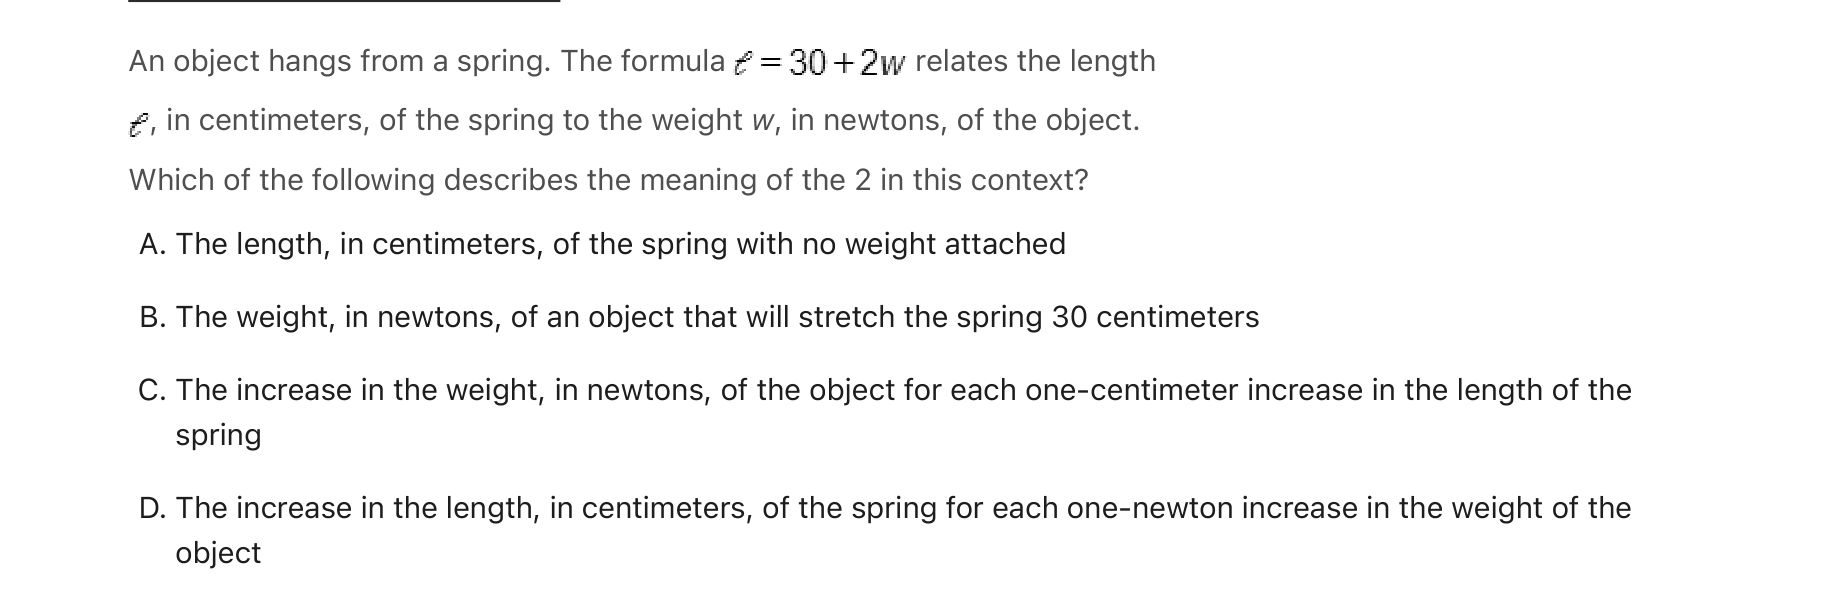 An object hangs from a spring. The formula ℓ = 30 + 2w relates the length
ℓ, in centimeters, of the spring to the weight w, in newtons, of the object.
Which of the following describes the meaning of the 2 in this context?
A. The length, in centimeters, of the spring with no weight attached
B. The weight, in newtons, of an object that will stretch the spring 30 centimeters
C. The increase in the weight, in newtons, of the object for each one-centimeter increase in the length of the
spring
D. The increase in the length, in centimeters, of the spring for each one-newton increase in the weight of the
object